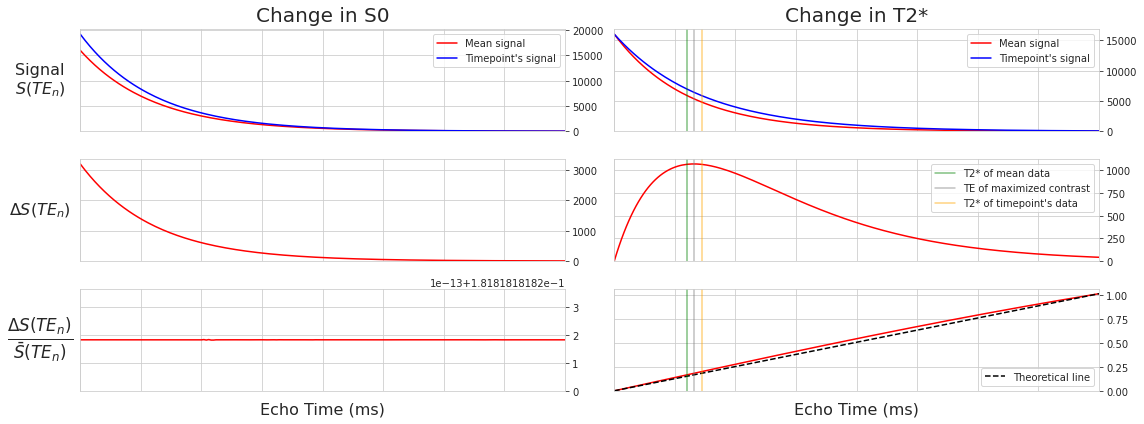 Change in S0
Change in T2*
Signal
S(TEₙ)
Mean signal
Timepoint's signal
20000
15000
10000
5000
0
Mean signal
Timepoint's signal
15000
10000
5000
0
ΔS(TEₙ)
3000
2000
1000
0
T2* of mean data
TE of maximized contrast
T2* of timepoint's data
1000
750
500
250
0
1e−13+1.8181818182e−1
ΔS(TEₙ)
S̄(TEₙ)
3
2
1
0
1.00
0.75
0.50
0.25
0.00
Theoretical line
Echo Time (ms)
Echo Time (ms)